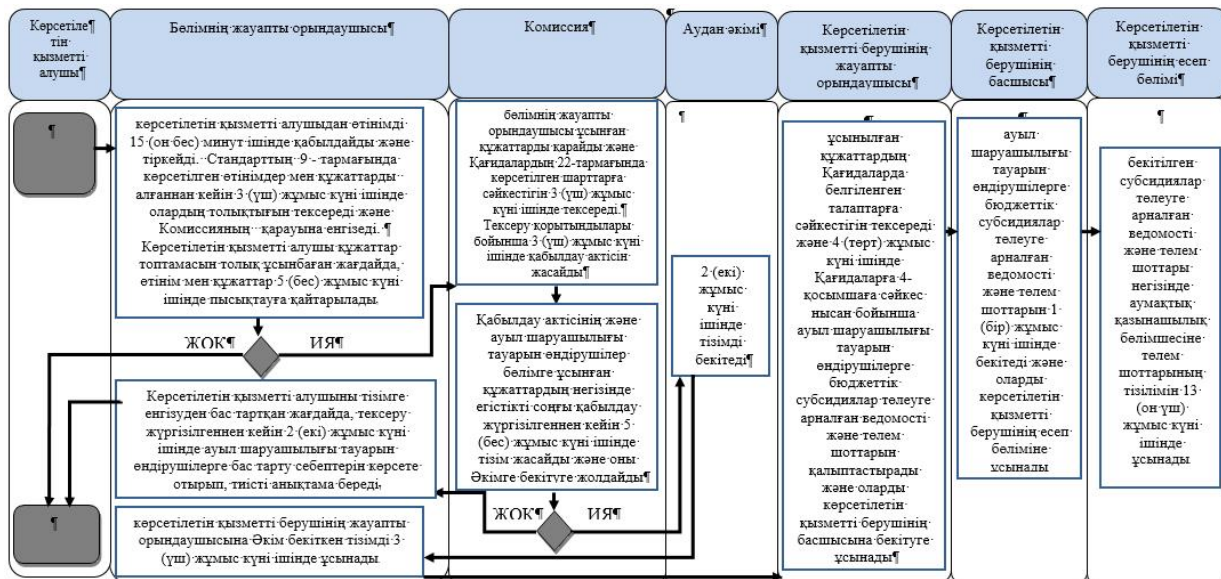 Көрсетіле¶
тін
қызметті
алушы¶
Бөлімнің жауапты орындаушысы¶
Комиссия¶
¶
Аудан әкімі¶
Көрсетілетін
қызметті берушінің
жауапты
орындаушысы¶
Көрсетілетін
қызметті
берушінің
басшысы¶
Көрсетілетін
қызметті
берушінің есеп
бөлімі¶
¶
көрсетілетін қызметті алушыдан өтінімді
15 (он бес) минут ішінде қабылдайды және
тіркейді. Стандарттың 9 - тармағында
көрсетілген өтінімдер мен құжаттарды
алғаннан кейін 3 (үш) жұмыс күні ішінде
олардың толықтығын тексереді және
Комиссияның қарауына енгізеді. ¶
Көрсетілетін қызметті алушы құжаттар
топтамасын толық ұсынбаған жағдайда,
өтінім мен құжаттар 5 (бес) жұмыс күні
ішінде пысықтауға қайтарылады.
ЖОК¶
ИЯ¶
Көрсетілетін қызметті алушыны тізімге
енгізуден бас тартқан жағдайда, тексеру
жүргізілгеннен кейін 2 (екі) жұмыс күні
ішінде ауыл шаруашылығы тауарын
өндірушілерге бас тарту себептерін көрсете
отырып, тиісті анықтама береді.
¶
көрсетілетін қызметті берушінің жауапты
орындаушысына Әкім бекіткен тізімді 3
(үш) жұмыс күні ішінде ұсынады
бөлімнің жауапты
орындаушысы ұсынған
құжаттарды қарайды және
Қағидалардың 22-тармағында
көрсетілген шарттарға
сәйкестігін 3 (үш) жұмыс
күні ішінде тексереді.¶
Тексеру қорытындылары
бойынша 3 (үш) жұмыс күні
ішінде қабылдау актісін
жасайды¶
Қабылдау актісінің және
ауыл шаруашылығы
тауарын өндірушілер
бөлімге ұсынған
құжаттардың негізінде
егістікті соңғы қабылдау
жүргізілгеннен кейін 5
(бес) жұмыс күні ішінде
тізім жасайды және оны
Әкімге бекітуге жолдайды¶
ЖОК¶
ИЯ¶
¶
2 (екі)
жұмыс
күні
ішінде
тізімді
бекітеді¶
¶
ұсынылған
құжаттардың
Қағидаларда
белгіленген
талаптарға
сәйкестігін тексереді
және 4 (төрт) жұмыс
күні ішінде
Қағидаларға 4-
қосымшаға сәйкес
нысан бойынша
ауыл шаруашылығы
тауарын
өндірушілерге
бюджеттік
субсидиялар төлеуге
арналған ведомості
және төлем
шоттарын
қалыптастырады
және оларды
көрсетілетін
қызметті берушінің
басшысына бекітуге
ұсынады¶
¶
ауыл
шаруашылығы
тауарын
өндірушілерге
бюджеттік
субсидиялар
төлеуге
арналған
ведомості
және төлем
шоттарын 1
(бір) жұмыс
күні ішінде
бекітеді және
оларды
көрсетілетін
қызметті
берушінің есеп
бөліміне
ұсынады
¶
бекітілген
субсидиялар
төлеуге
арналған
ведомості
және төлем
шоттары
негізінде
аумақтық
қазынашылық
бөлімшесіне
төлем
шоттарының
тізілімін 13
(он үш)
жұмыс күні
ішінде
ұсынады